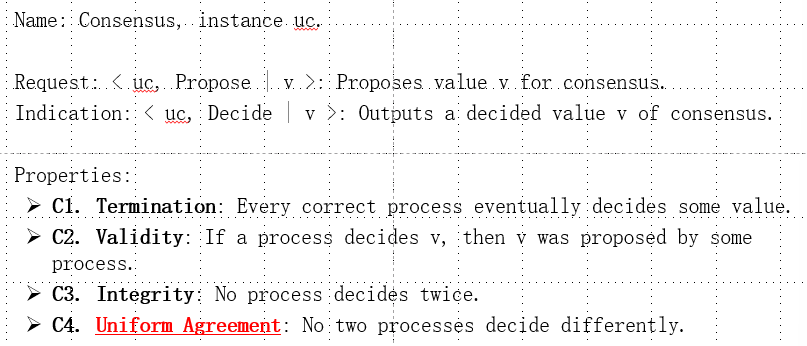 Name: Consensus, instance uc.
Request: < uc, Propose | v >: Proposes value v for consensus.
Indication: < uc, Decide | v >: Outputs a decided value v of consensus.
Properties:
➢ C1. Termination: Every correct process eventually decides some value.
➢ C2. Validity: If a process decides v, then v was proposed by some
process.
➢ C3. Integrity: No process decides twice.
➢ C4. Uniform Agreement: No two processes decide differently.